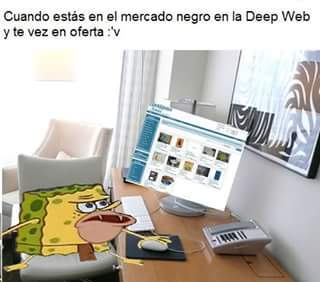 Cuando estás en el mercado negro en la Deep Web
y te vez en oferta :'v